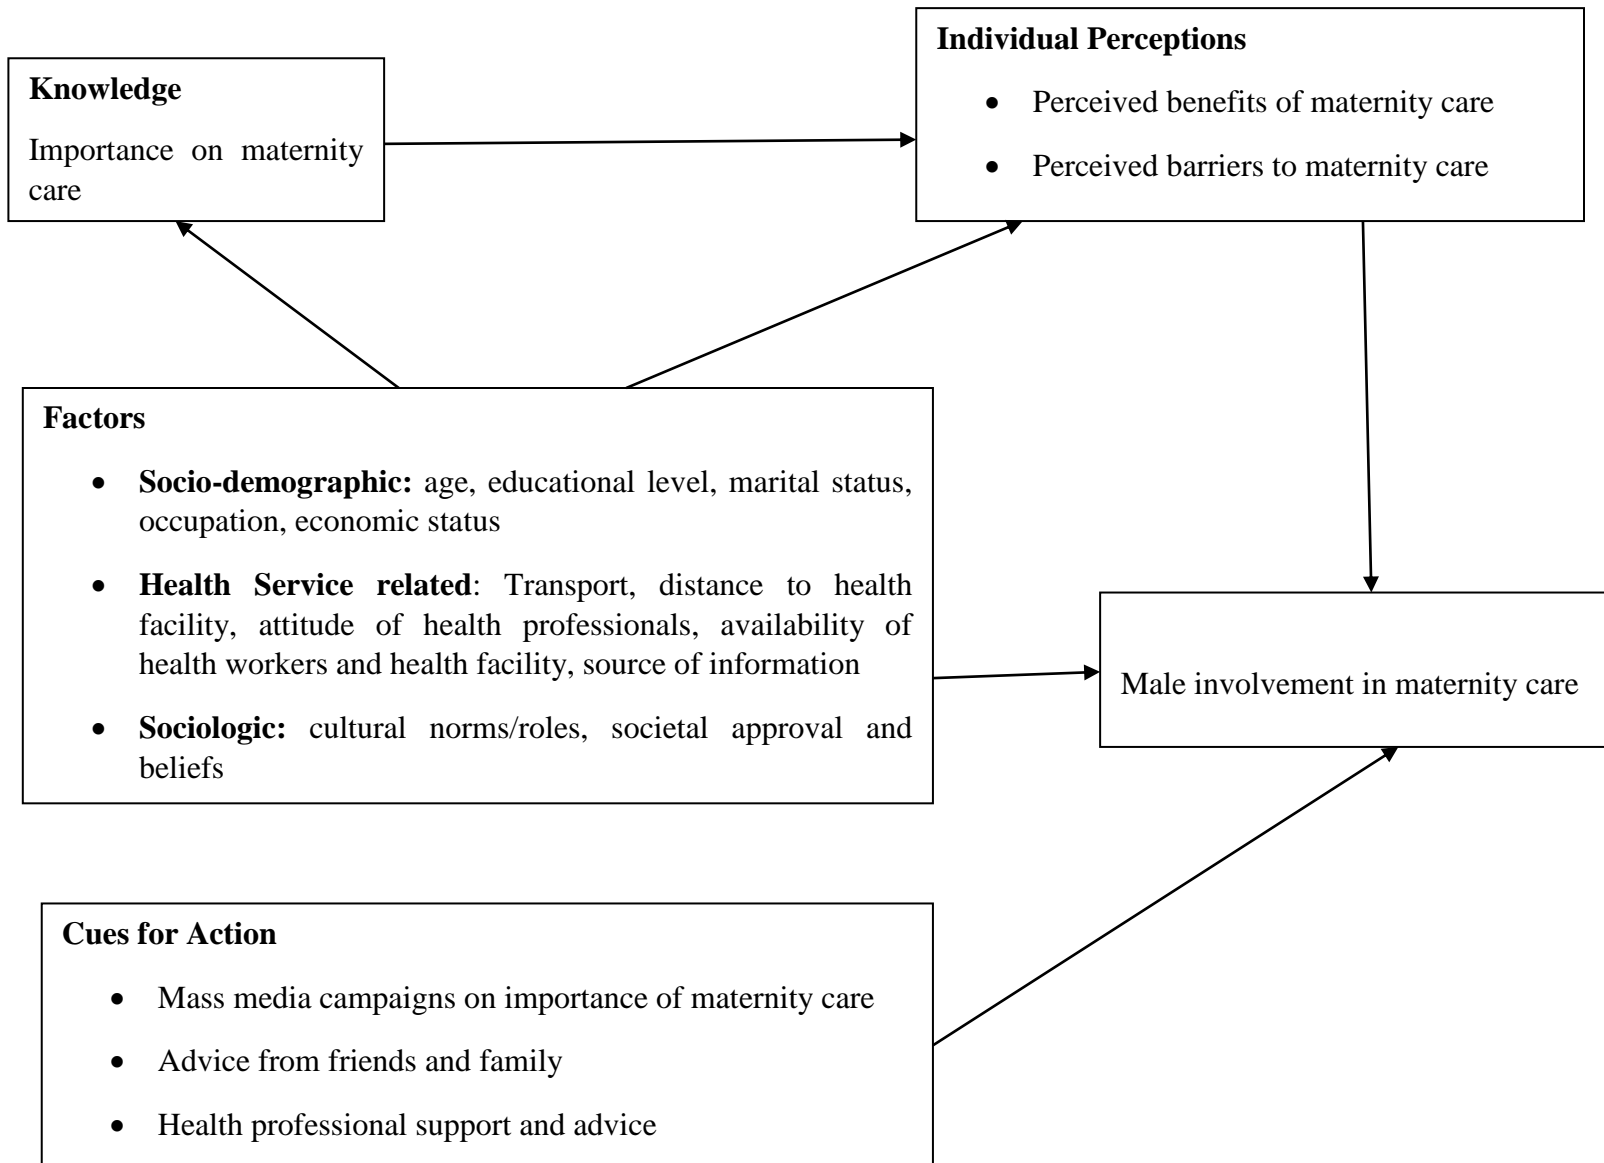 Knowledge
Importance on maternity
care
Individual Perceptions
• Perceived benefits of maternity care
• Perceived barriers to maternity care
Factors
• Socio-demographic: age, educational level, marital status,
occupation, economic status
• Health Service related: Transport, distance to health
facility, attitude of health professionals, availability of
health workers and health facility, source of information
• Sociologic: cultural norms/roles, societal approval and
beliefs
Male involvement in maternity care
Cues for Action
• Mass media campaigns on importance of maternity care
• Advice from friends and family
• Health professional support and advice